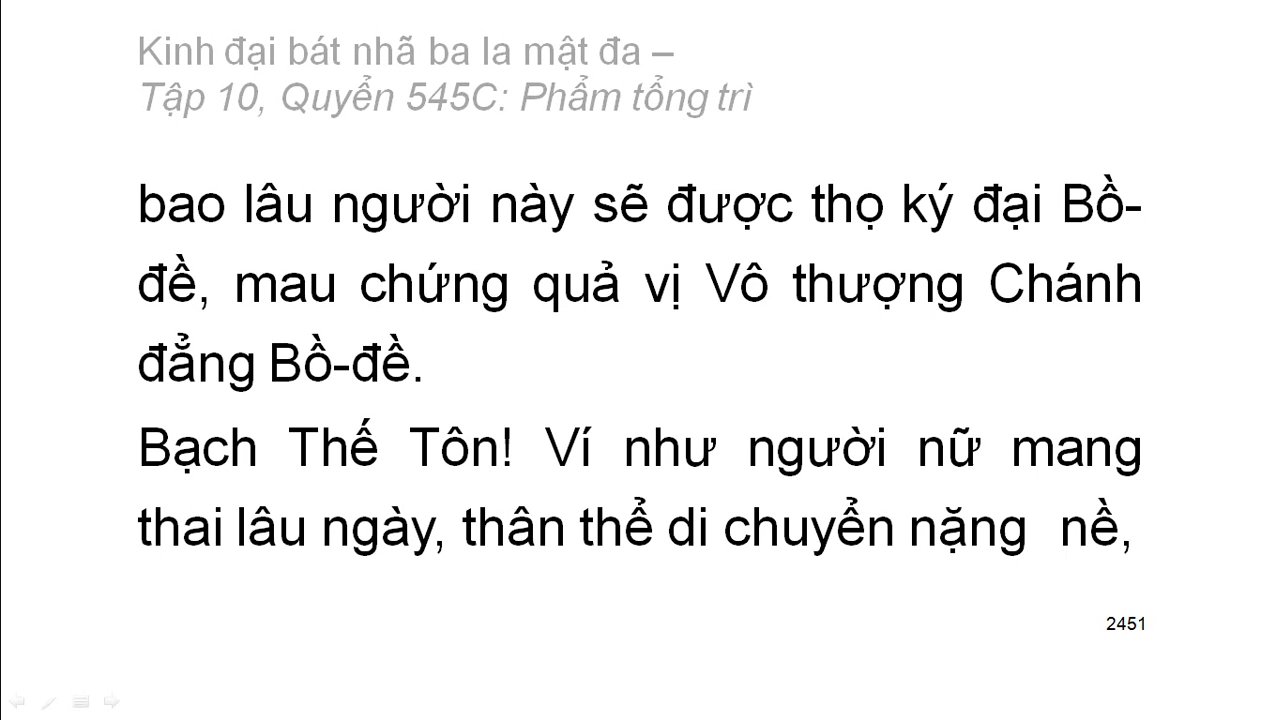 Kinh đại bát nhã ba la mật đa –
Tập 10, Quyển 545C: Phẩm tổng trì
bao lâu người này sẽ được thọ ký đại Bồ-
đề, mau chứng quả vị Vô thượng Chánh
đẳng Bồ-đề.
Bạch Thế Tôn! Ví như người nữ mang
thai lâu ngày, thân thể di chuyển nặng nề,
2451